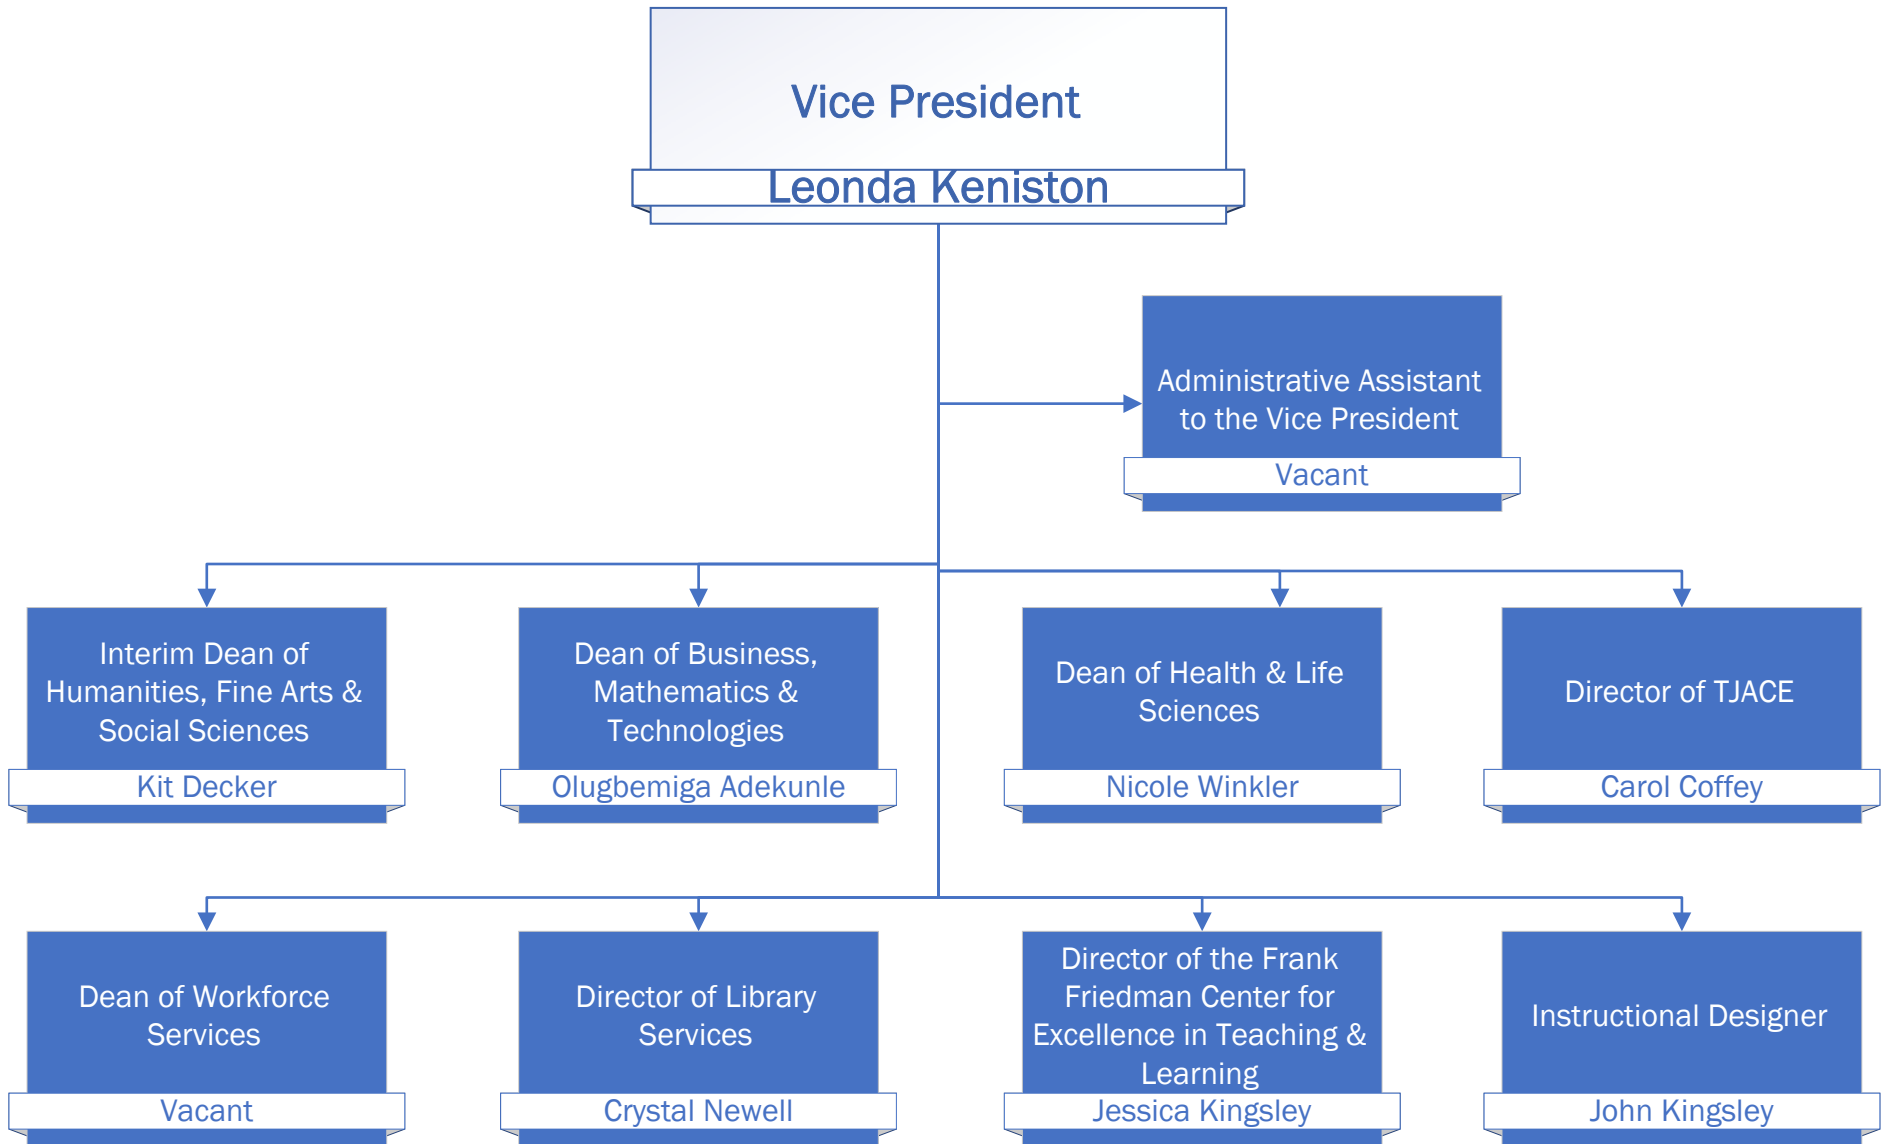 Vice President
Leonda Keniston
Administrative Assistant
to the Vice President
Vacant
Interim Dean of
Humanities, Fine Arts &
Social Sciences
Kit Decker
Dean of Business,
Mathematics &
Technologies
Olugbemiga Adekunle
Dean of Health & Life
Sciences
Nicole Winkler
Director of TJACE
Carol Coffey
Dean of Workforce
Services
Vacant
Director of Library
Services
Crystal Newell
Director of the Frank
Friedman Center for
Excellence in Teaching &
Learning
Jessica Kingsley
Instructional Designer
John Kingsley